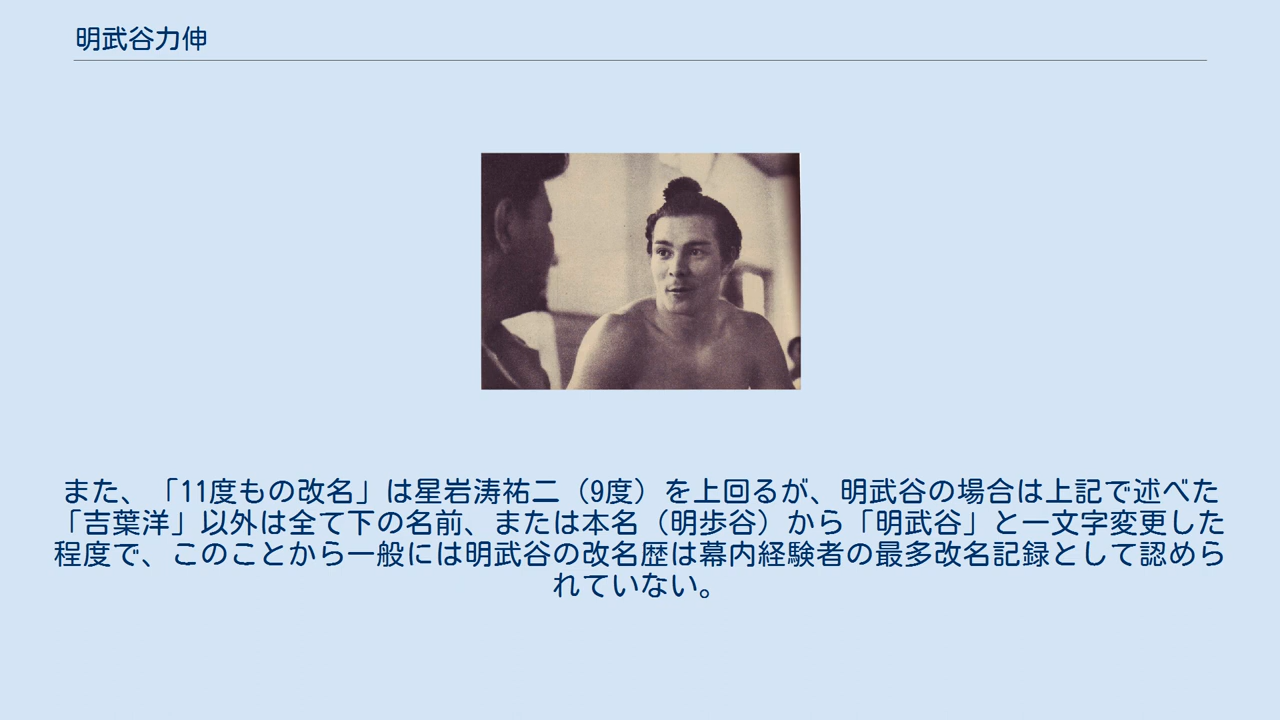 明武谷力伸
また、「11度もの改名」は星岩涛祐二（9度）を上回るが、明武谷の場合は上記で述べた
「吉葉洋」以外は全て下の名前、または本名（明歩谷）から「明武谷」と一文字変更した
程度で、このことから一般には明武谷の改名歴は幕内経験者の最多改名記録として認めら
れていない。